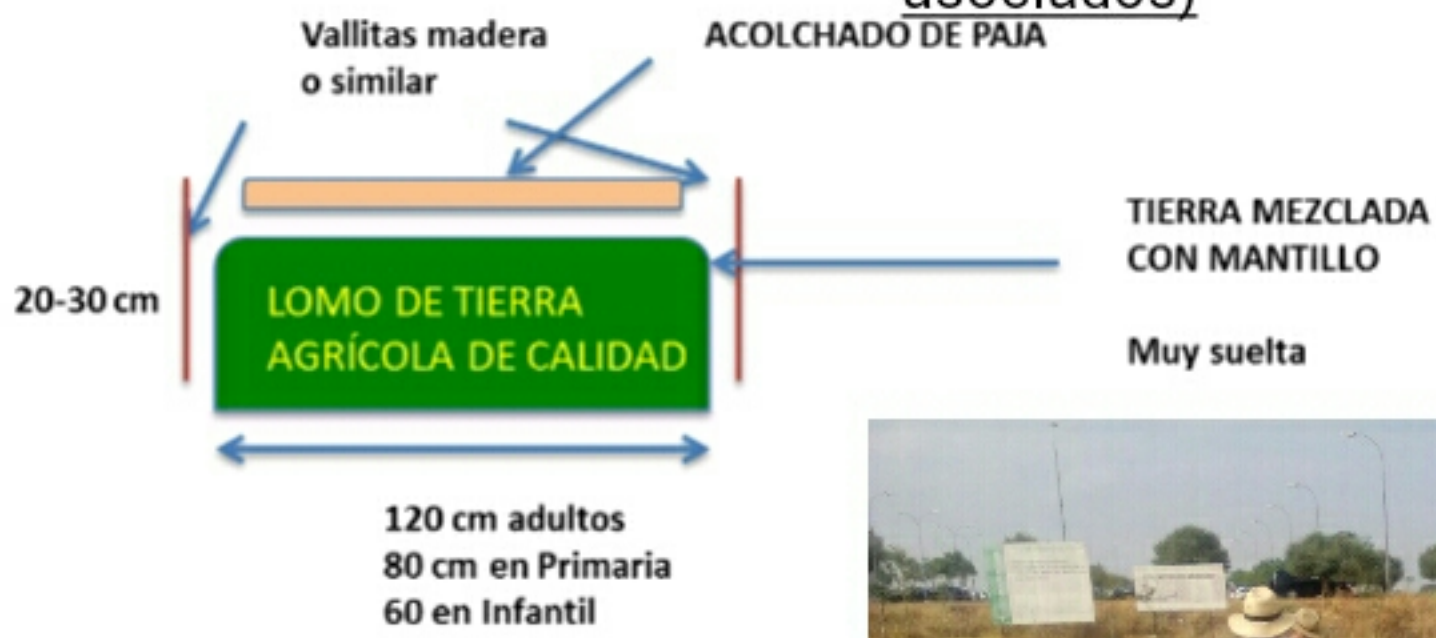 asociados)
Vallitas madera
o similar
ACOLCHADO DE PAJA
TIERRA MEZCLADA
CON MANTILLO
20-30 cm
LOMO DE TIERRA
AGRÍCOLA DE CALIDAD
Muy suelta
120 cm adultos
80 cm en Primaria
60 en Infantil